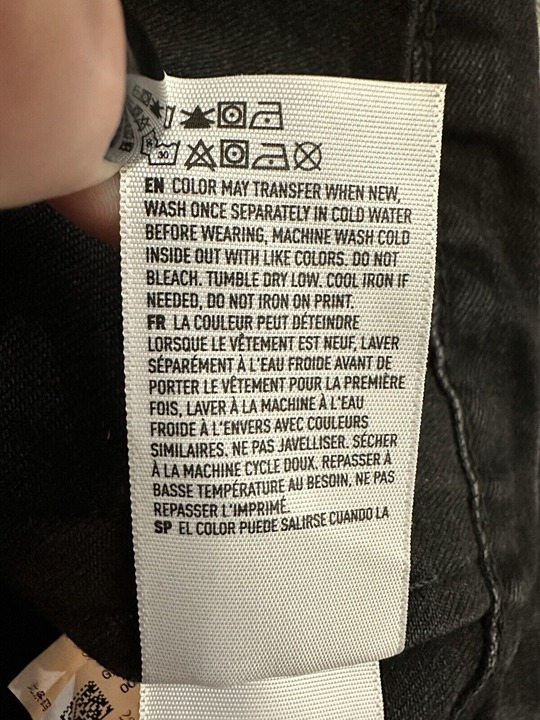 30
EN COLOR MAY TRANSFER WHEN NEW,
WASH ONCE SEPARATELY IN COLD WATER
BEFORE WEARING, MACHINE WASH COLD
INSIDE OUT WITH LIKE COLORS. DO NOT
BLEACH. TUMBLE DRY LOW. COOL IRON IF
NEEDED, DO NOT IRON ON PRINT.
FR LA COULEUR PEUT DÉTEINDRE
LORSQUE LE VÊTEMENT EST NEUF, LAVER
SÉPARÉMENT À L'EAU FROIDE AVANT DE
PORTER LE VÊTEMENT POUR LA PREMIÈRE
FOIS, LAVER À LA MACHINE À L'EAU
FROIDE À L'ENVERS AVEC COULEURS
SIMILAIRES. NE PAS JAVELLISER. SÉCHER
À LA MACHINE CYCLE DOUX. REPASSER À
BASSE TEMPÉRATURE AU BESOIN, NE PAS
REPASSER L'IMPRIMÉ.
SP EL COLOR PUEDE SALIRSE CUANDO LA